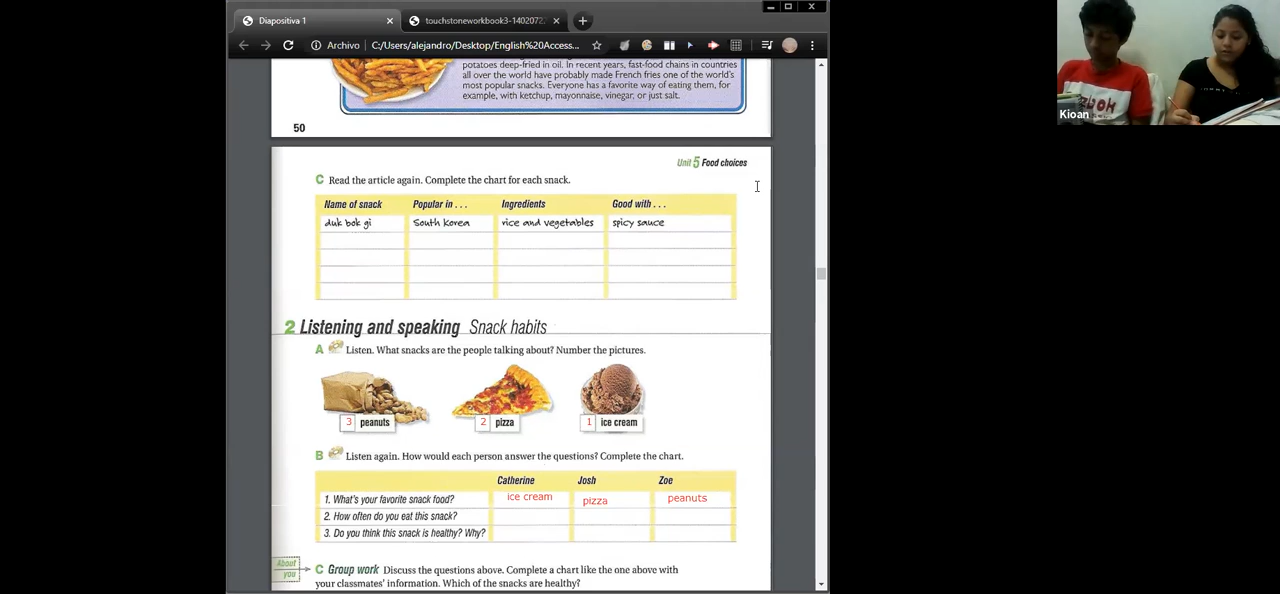 Diapositiva 1
touchstoneworkbook3-1402072
Archivo
C:/Users/alejandro/Desktop/English%20Access...
potatoes deep-fried in oil. In recent years, fast-food chains in countries
all over the world have probably made French fries one of the world's
most popular snacks. Everyone has a favorite way of eating them, for
example, with ketchup, mayonnaise, vinegar, or just salt.
50
Unit 5 Food choices
C Read the article again. Complete the chart for each snack.
Name of snack Popular in . . . Ingredients Good with . . .
duk bok gi South Korea rice and vegetables spicy sauce
2 Listening and speaking Snack habits
A Listen. What snacks are the people talking about? Number the pictures.
3 peanuts 2 pizza 1 ice cream
B Listen again. How would each person answer the questions? Complete the chart.
Catherine Josh Zoe
1. What's your favorite snack food? ice cream pizza peanuts
2. How often do you eat this snack?
3. Do you think this snack is healthy? Why?
About you
C Group work Discuss the questions above. Complete a chart like the one above with
your classmates' information. Which of the snacks are healthy?
Kioan